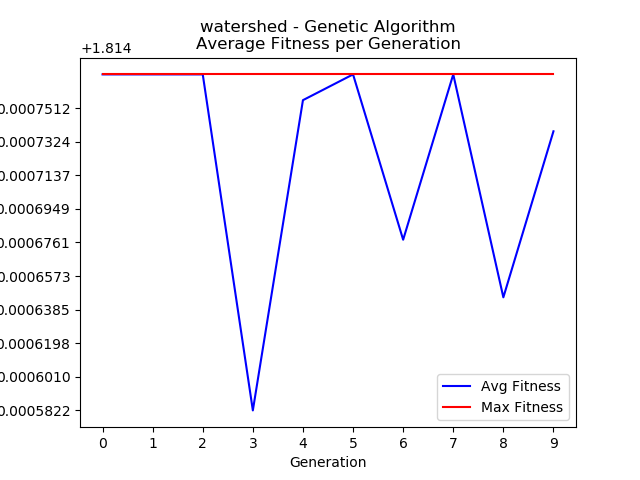 watershed - Genetic Algorithm
Average Fitness per Generation
+1.814
0.0007512
0.0007324
0.0007137
0.0006949
0.0006761
0.0006573
0.0006385
0.0006198
0.0006010
0.0005822
Avg Fitness
Max Fitness
0 1 2 3 4 5 6 7 8 9
Generation